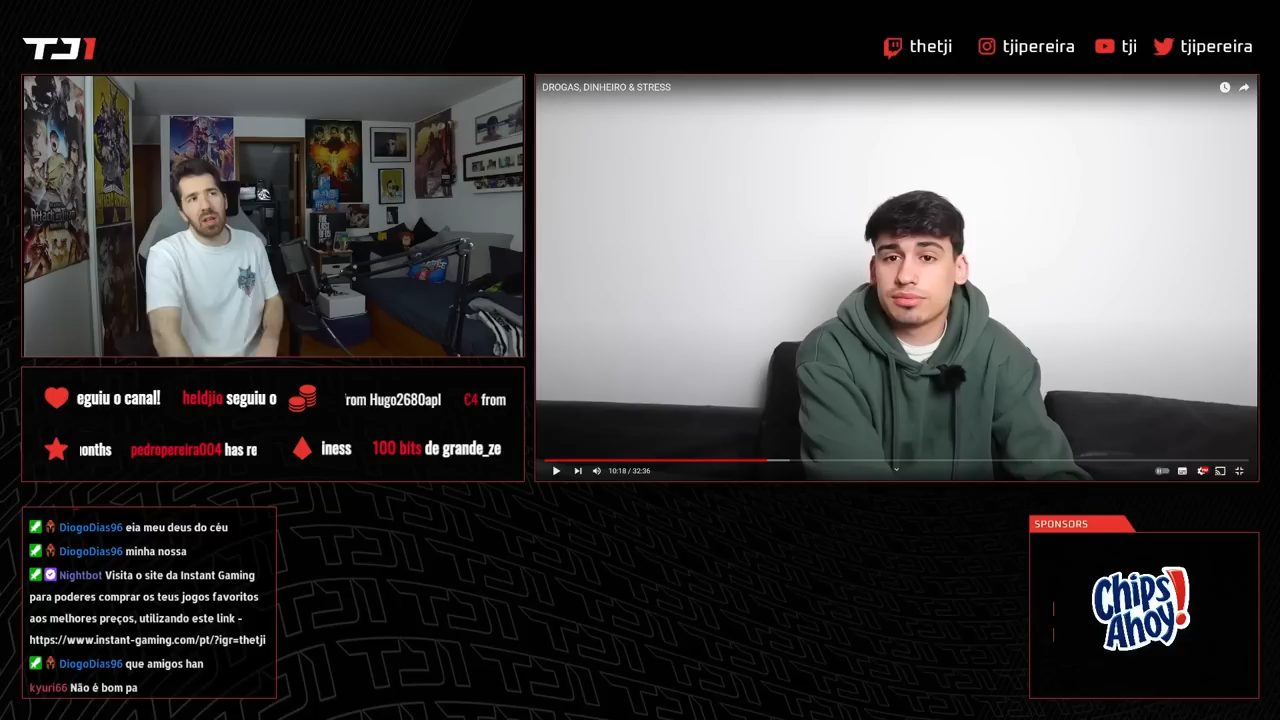 TJ1
thetji
tjipereira
tji
tjipereira
DROGAS, DINHEIRO & STRESS
eguiu o canal! heldjio seguiu o
rom Hugo2680apl €4 from
onths pedropereira004 has re
iness 100 bits de grande_ze
10:18 / 32:36
DiogoDias96 eia meu deus do céu
DiogoDias96 minha nossa
Nightbot Visita o site da Instant Gaming
para poderes comprar os teus jogos favoritos
aos melhores preços, utilizando este link -
https://www.instant-gaming.com/pt/?igr=thetji
DiogoDias96 que amigos han
kyuri66 Não é bom pa
SPONSORS
Chips
Ahoy!